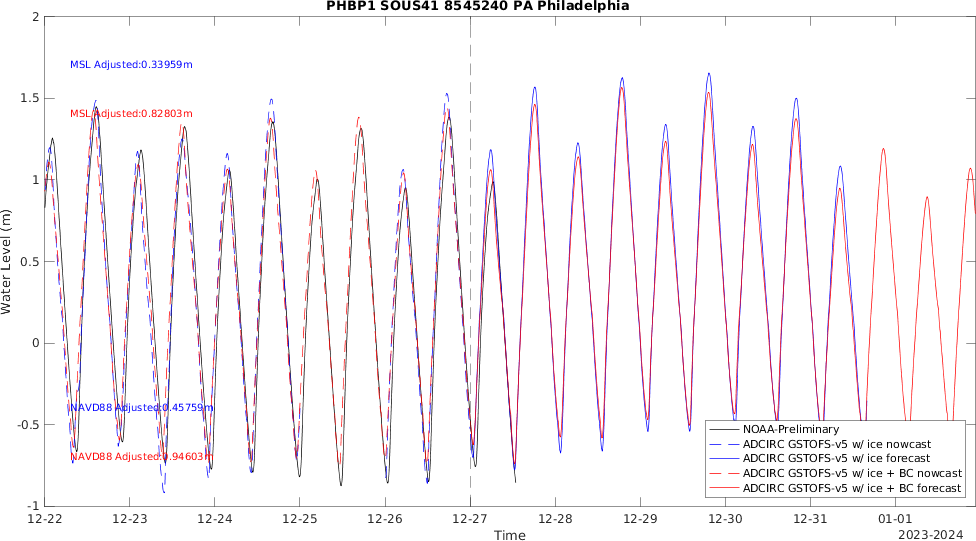 PHBP1 SOUS41 8545240 PA Philadelphia
2
MSL Adjusted:0.33959m
1.5
MSL Adjusted:0.82803m
1
Water Level (m)
0.5
0
NAVD88 Adjusted:0.45759m
-0.5
NAVD88 Adjusted:0.94603m
-1
NOAA-Preliminary
ADCIRC GSTOFS-v5 w/ ice nowcast
ADCIRC GSTOFS-v5 w/ ice forecast
ADCIRC GSTOFS-v5 w/ ice + BC nowcast
ADCIRC GSTOFS-v5 w/ ice + BC forecast
12-22 12-23 12-24 12-25 12-26 12-27 12-28 12-29 12-30 12-31 01-01
Time
2023-2024